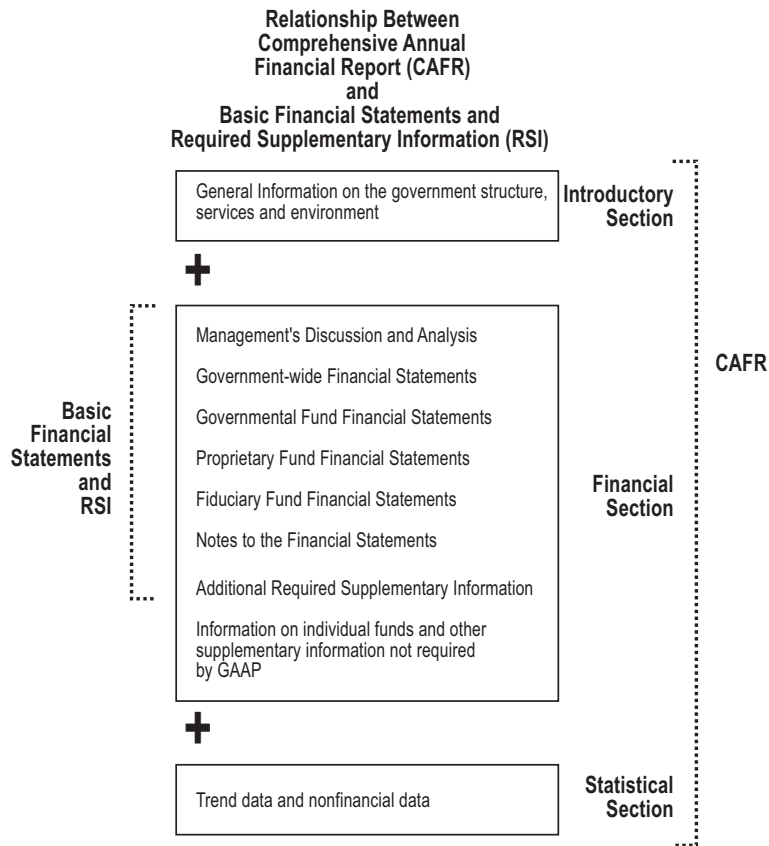 Relationship Between
Comprehensive Annual
Financial Report (CAFR)
and
Basic Financial Statements and
Required Supplementary Information (RSI)
General Information on the government structure,
services and environment
Introductory
Section
+
Management's Discussion and Analysis
Government-wide Financial Statements
Governmental Fund Financial Statements
Proprietary Fund Financial Statements
Fiduciary Fund Financial Statements
Notes to the Financial Statements
Additional Required Supplementary Information
Information on individual funds and other
supplementary information not required
by GAAP
Basic
Financial
Statements
and
RSI
Financial
Section
CAFR
+
Trend data and nonfinancial data
Statistical
Section